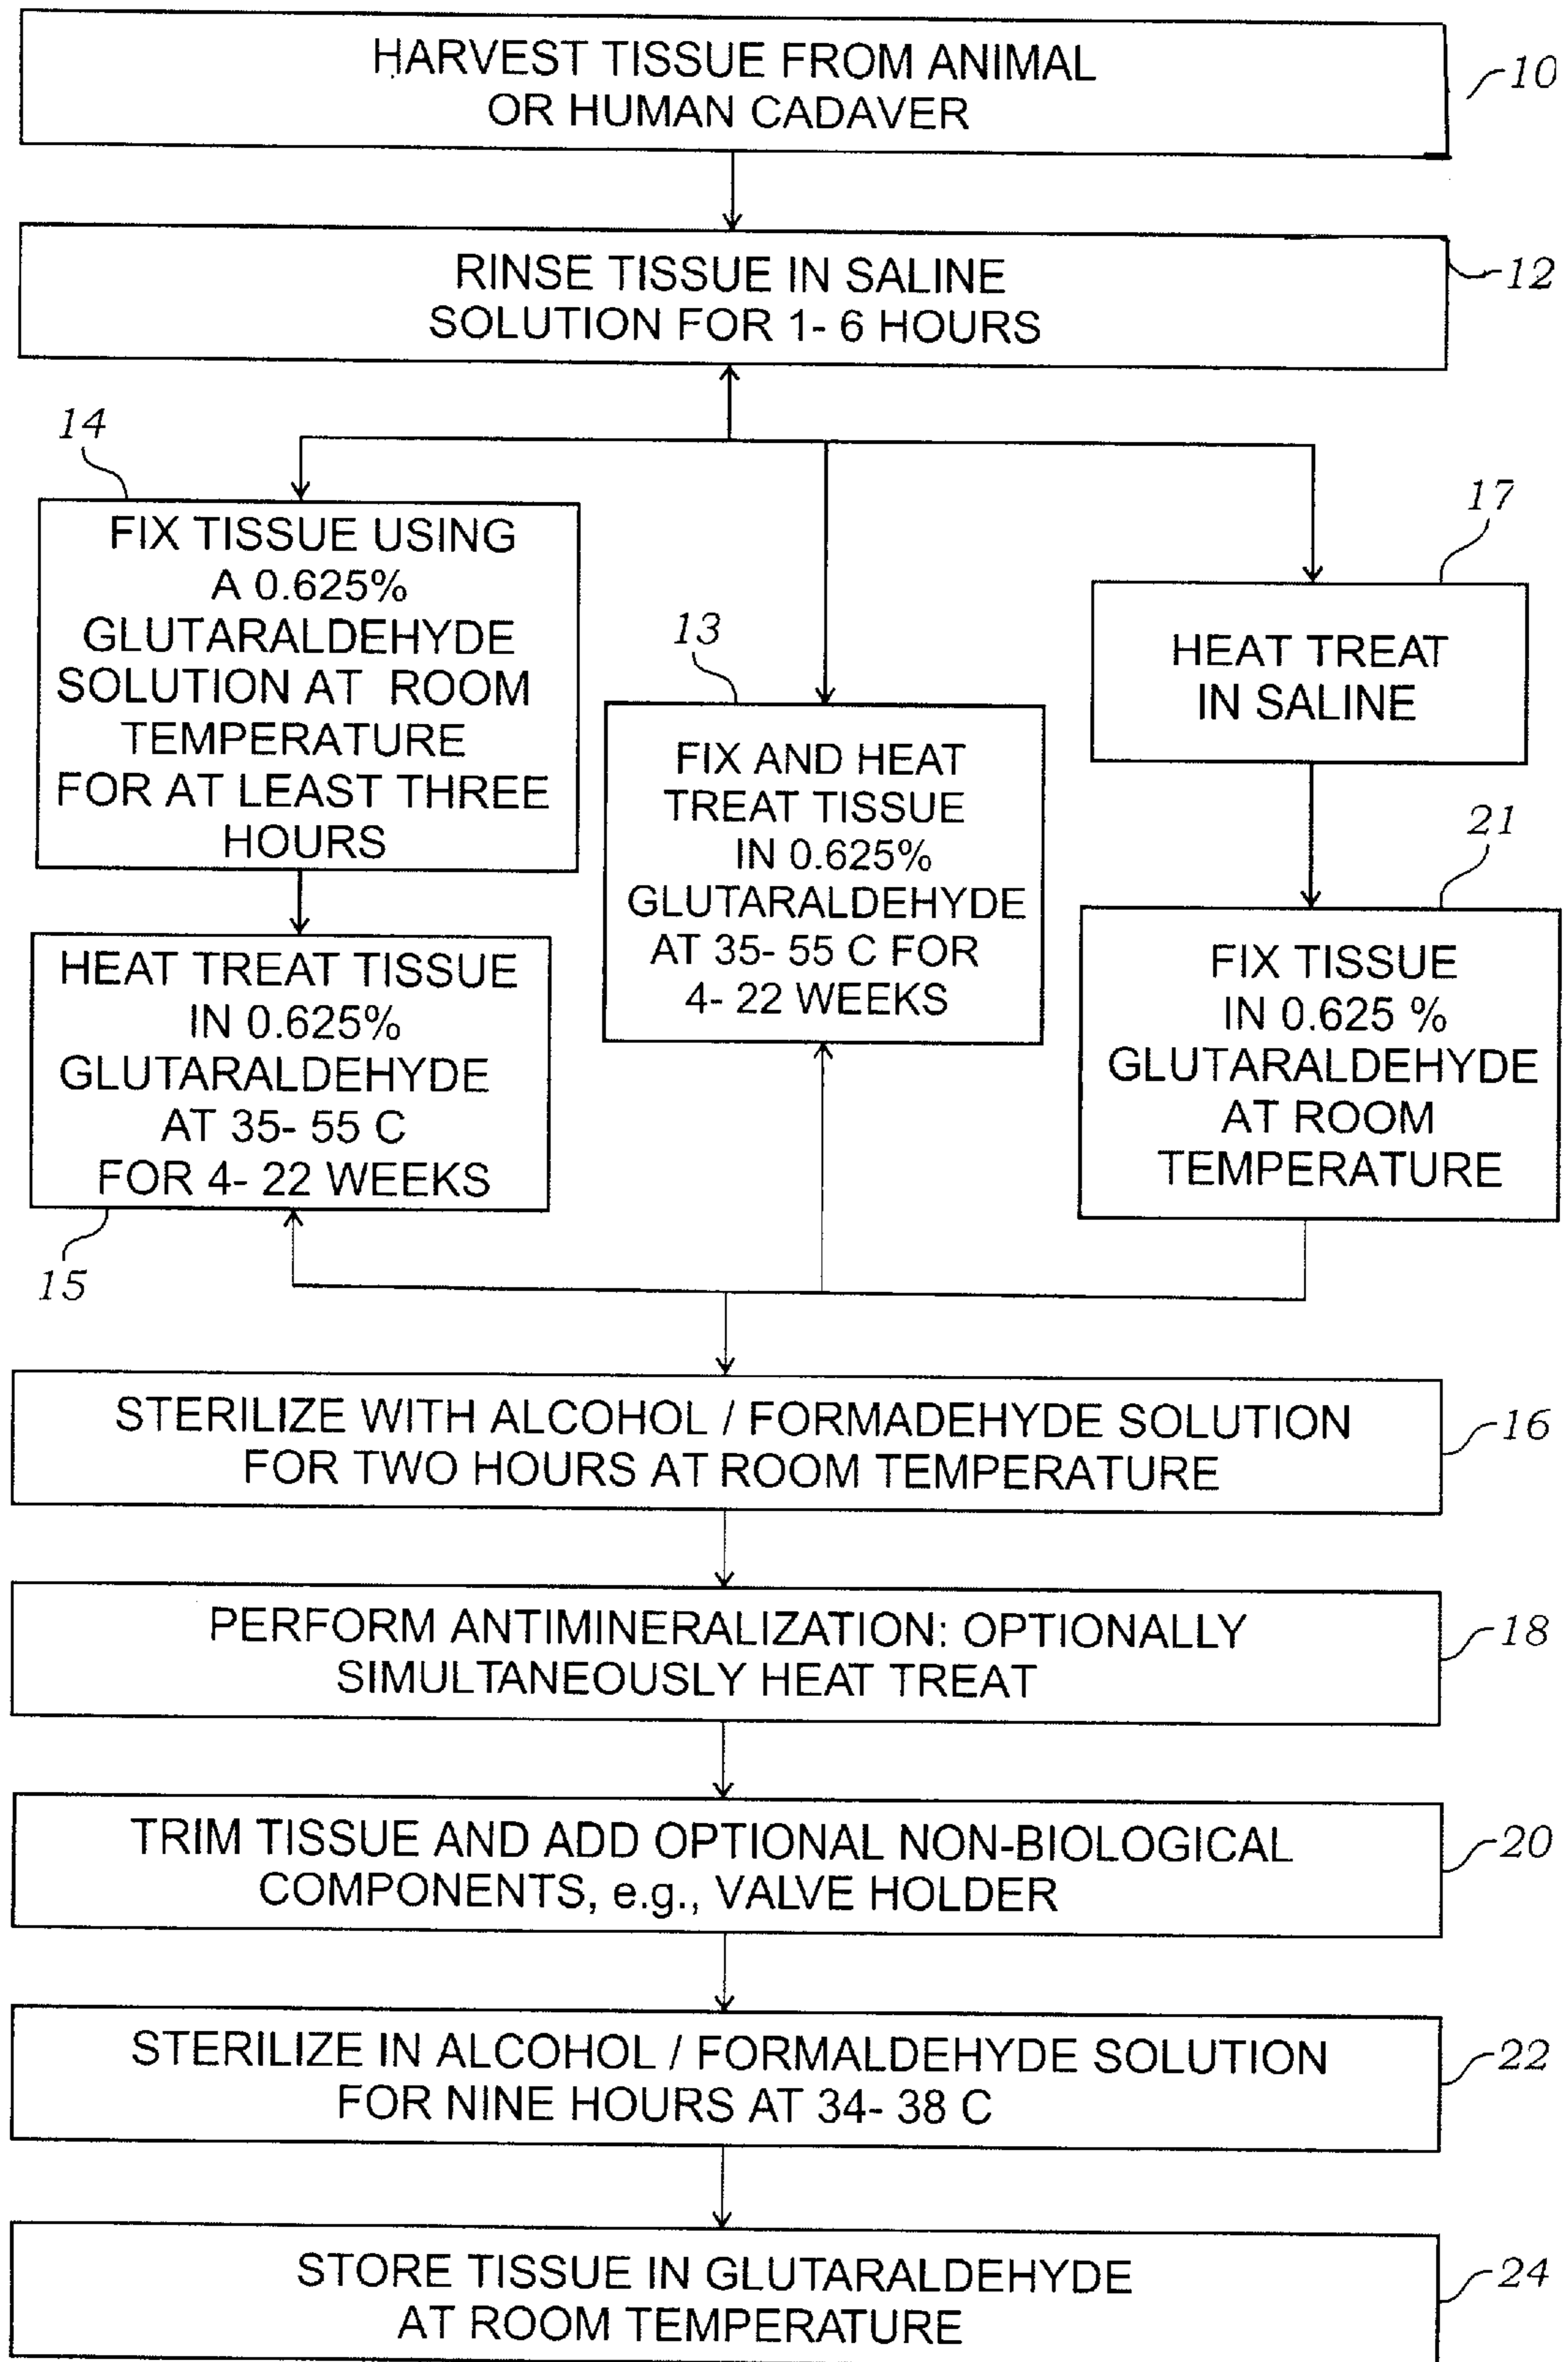 HARVEST TISSUE FROM ANIMAL
OR HUMAN CADAVER
10
RINSE TISSUE IN SALINE
SOLUTION FOR 1- 6 HOURS
12
14
FIX TISSUE USING
A 0.625%
GLUTARALDEHYDE
SOLUTION AT ROOM
TEMPERATURE
FOR AT LEAST THREE
HOURS
HEAT TREAT TISSUE
IN 0.625%
GLUTARALDEHYDE
AT 35- 55 C
FOR 4- 22 WEEKS
15
13
FIX AND HEAT
TREAT TISSUE
IN 0.625%
GLUTARALDEHYDE
AT 35- 55 C FOR
4- 22 WEEKS
17
HEAT TREAT
IN SALINE
21
FIX TISSUE
IN 0.625 %
GLUTARALDEHYDE
AT ROOM
TEMPERATURE
STERILIZE WITH ALCOHOL / FORMADEHYDE SOLUTION
FOR TWO HOURS AT ROOM TEMPERATURE
16
PERFORM ANTIMINERALIZATION: OPTIONALLY
SIMULTANEOUSLY HEAT TREAT
18
TRIM TISSUE AND ADD OPTIONAL NON-BIOLOGICAL
COMPONENTS, e.g., VALVE HOLDER
20
STERILIZE IN ALCOHOL / FORMALDEHYDE SOLUTION
FOR NINE HOURS AT 34- 38 C
22
STORE TISSUE IN GLUTARALDEHYDE
AT ROOM TEMPERATURE
24